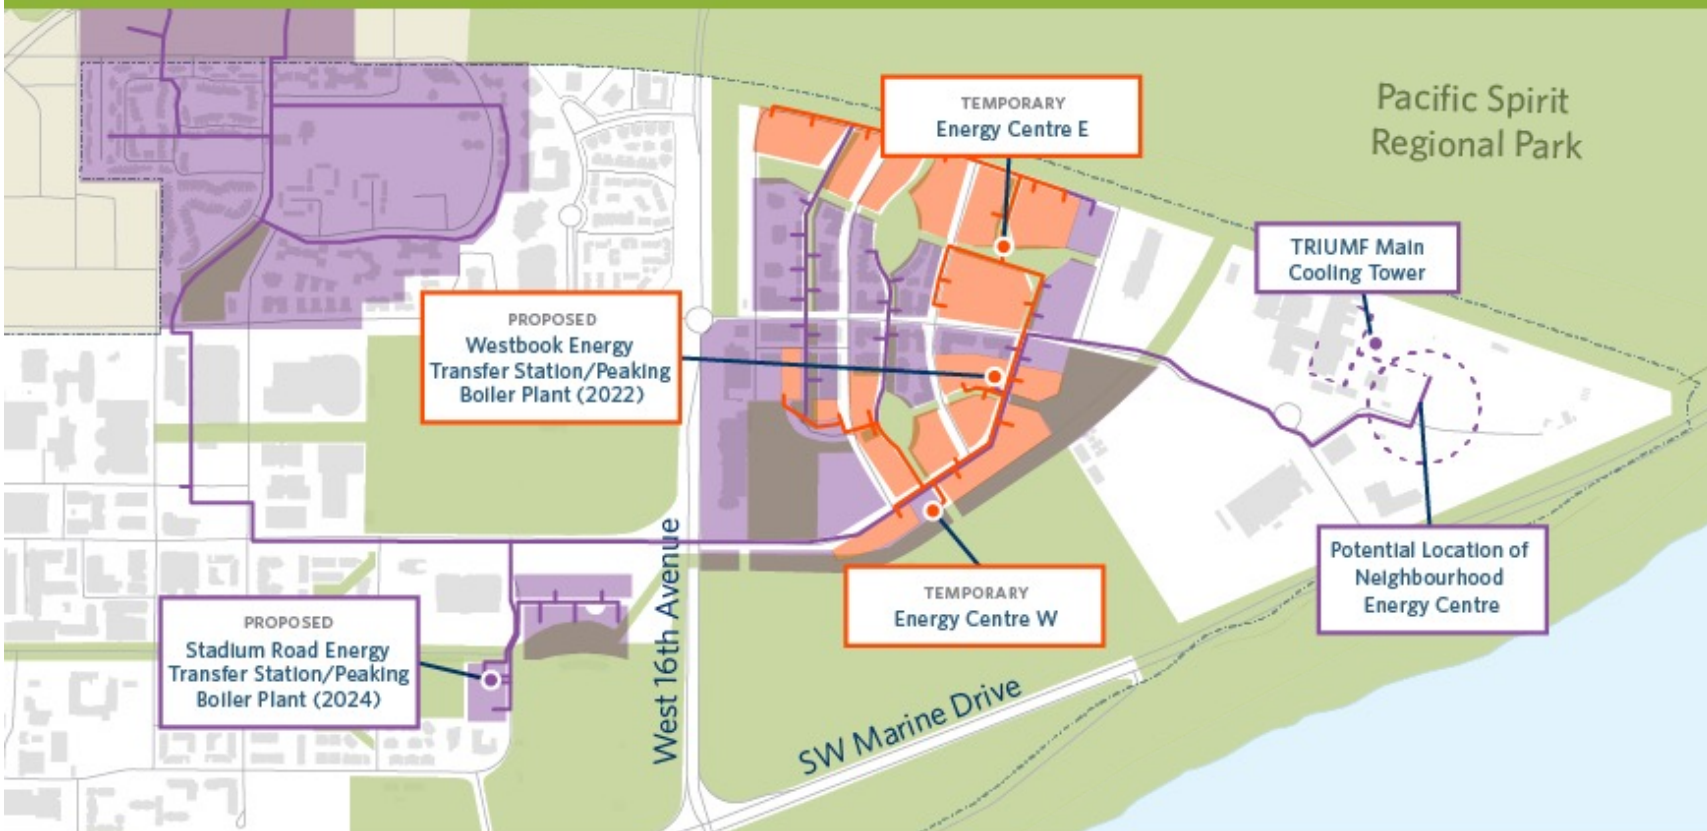 Pacific Spirit
Regional Park
TEMPORARY
Energy Centre E
TRIUMF Main
Cooling Tower
PROPOSED
Westbook Energy
Transfer Station/Peaking
Boiler Plant (2022)
Potential Location of
Neighbourhood
Energy Centre
TEMPORARY
Energy Centre W
PROPOSED
Stadium Road Energy
Transfer Station/Peaking
Boiler Plant (2024)
West 16th Avenue
SW Marine Drive